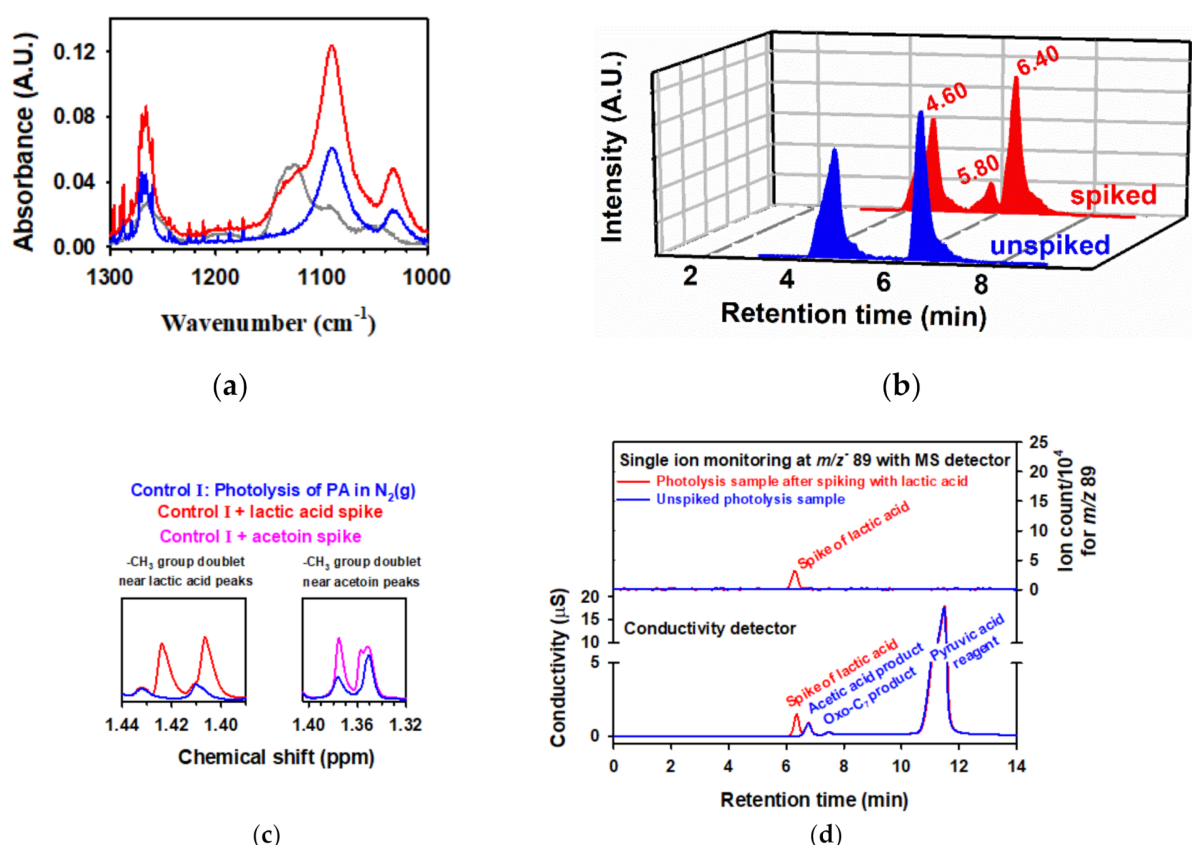 (a)
Absorbance (A.U.)
0.12
0.08
0.04
0.00
1300 1200 1100 1000
Wavenumber (cm⁻¹)
(b)
Intensity (A.U.)
4.60
5.80
6.40
spiked
unspiked
2 4 6 8
Retention time (min)
(c)
Control I: Photolysis of PA in N₂(g)
Control I + lactic acid spike
Control I + acetoin spike
-CH₃ group doublet
near lactic acid peaks
-CH₃ group doublet
near acetoin peaks
1.44 1.42 1.40
1.40 1.37 1.35 1.32
Chemical shift (ppm)
(d)
Single ion monitoring at m/z⁻ 89 with MS detector
Photolysis sample after spiking with lactic acid
Unspiked photolysis sample
Spike of lactic acid
25
20
15
10
5
0
Ion count/10⁴
for m/z 89
Conductivity detector
Spike of lactic acid
Acetic acid product
Oxo-C₇ product
Pyruvic acid
reagent
20
15
10
5
0
Conductivity (μS)
0 2 4 6 8 10 12 14
Retention time (min)